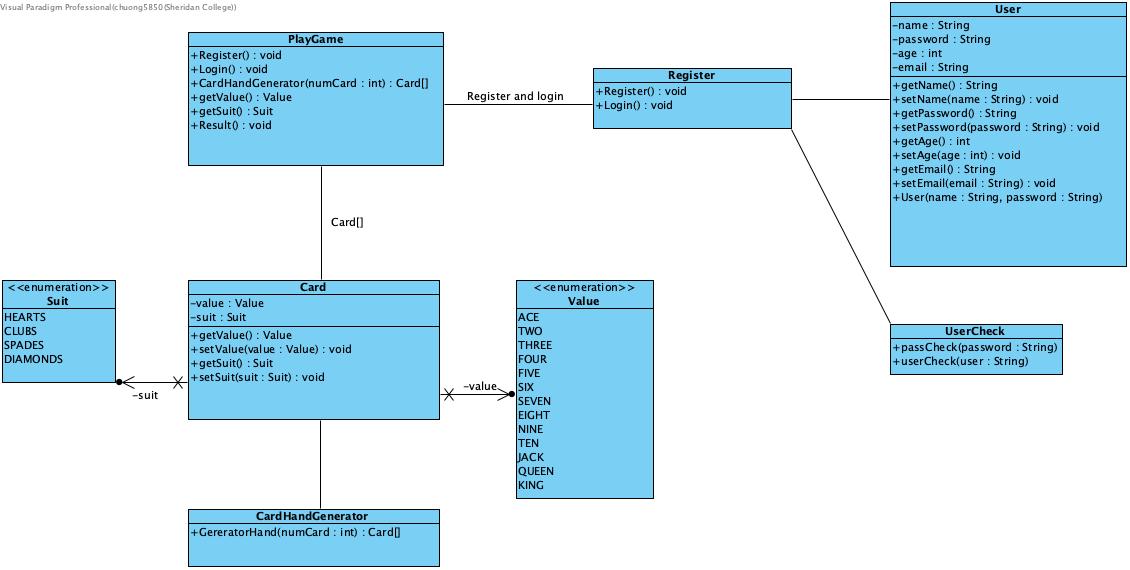 Visual Paradigm Professional(chuong5850(Sheridan College))
PlayGame
+Register() : void
+Login() : void
+CardHandGenerator(numCard : int) : Card[]
+getValue() : Value
+getSuit() : Suit
+Result() : void
Register and login
Register
+Register() : void
+Login() : void
User
-name : String
-password : String
-age : int
-email : String
+getName() : String
+setName(name : String) : void
+getPassword() : String
+setPassword(password : String) : void
+getAge() : int
+setAge(age : int) : void
+getEmail() : String
+setEmail(email : String) : void
+User(name : String, password : String)
Card[]
<<enumeration>>
Suit
HEARTS
CLUBS
SPADES
DIAMONDS
-suit
Card
-value : Value
-suit : Suit
+getValue() : Value
+setValue(value : Value) : void
+getSuit() : Suit
+setSuit(suit : Suit) : void
-value
<<enumeration>>
Value
ACE
TWO
THREE
FOUR
FIVE
SIX
SEVEN
EIGHT
NINE
TEN
JACK
QUEEN
KING
UserCheck
+passCheck(password : String)
+userCheck(user : String)
CardHandGenerator
+GereratorHand(numCard : int) : Card[]